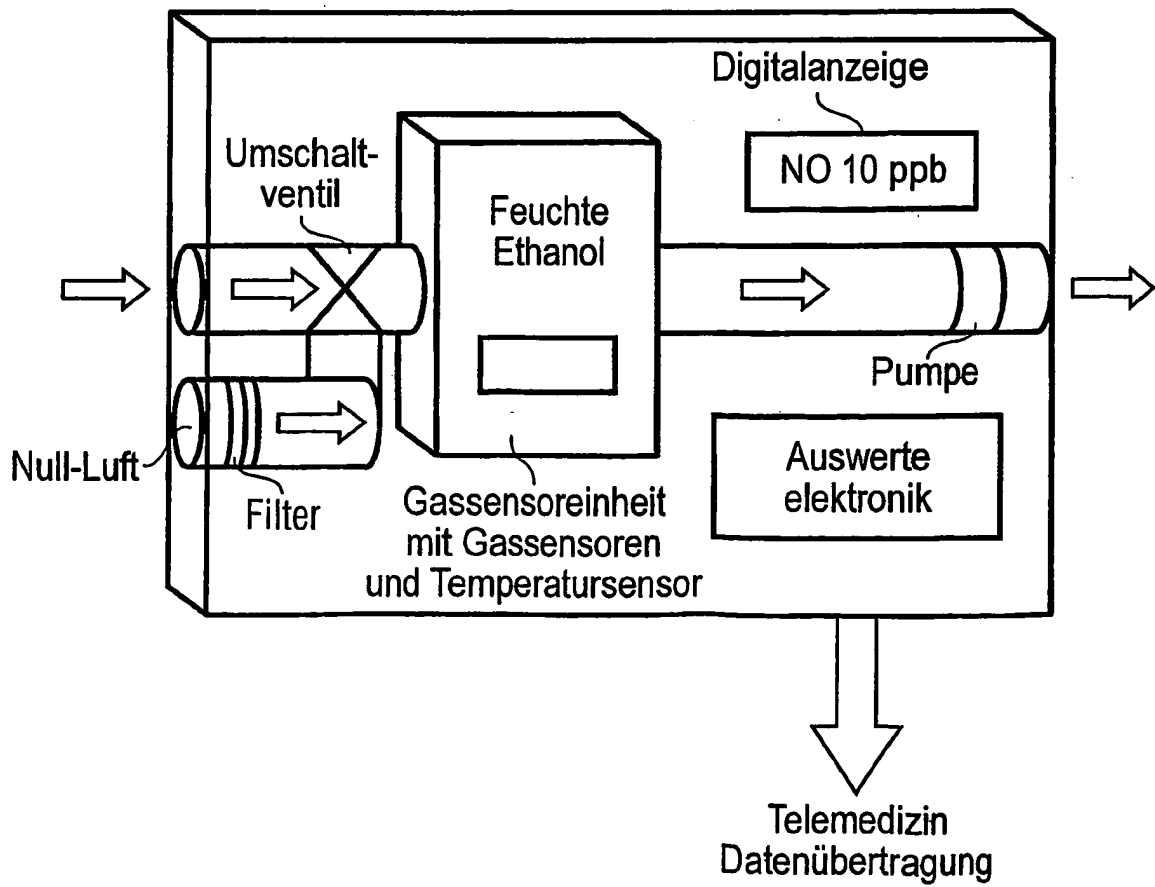 Digitalanzeige
NO 10 ppb
Umschalt-
ventil
Feuchte
Ethanol
Pumpe
Null-Luft
Filter
Gassensoreinheit
mit Gassensoren
und Temperatursensor
Auswerte
elektronik
Telemedizin
Datenübertragung